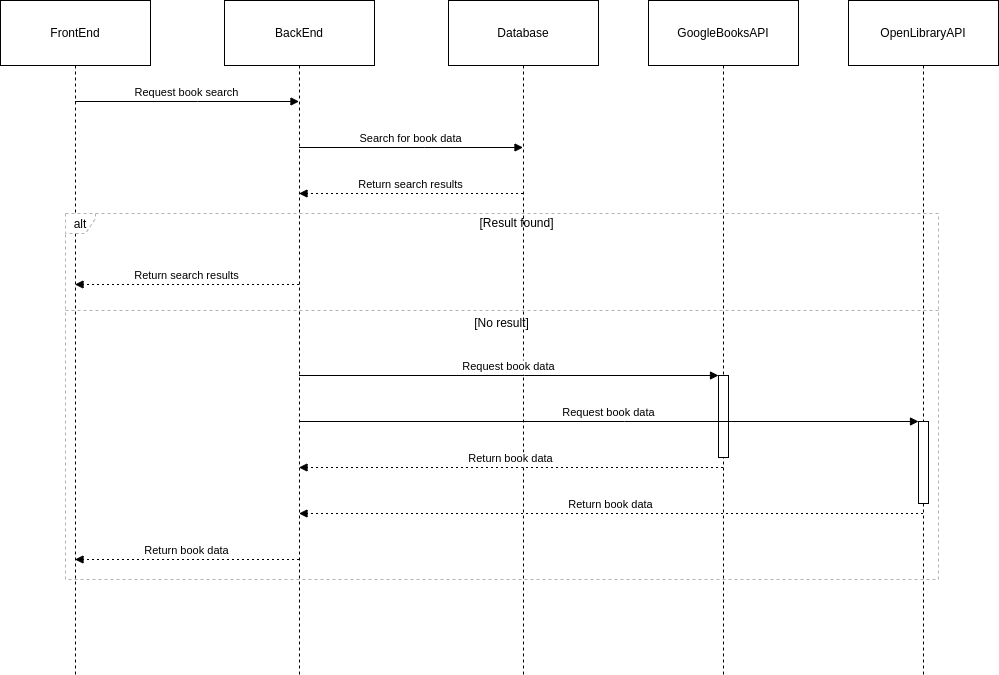 FrontEnd
BackEnd
Database
GoogleBooksAPI
OpenLibraryAPI
Request book search
Search for book data
Return search results
alt
[Result found]
Return search results
[No result]
Request book data
Request book data
Return book data
Return book data
Return book data